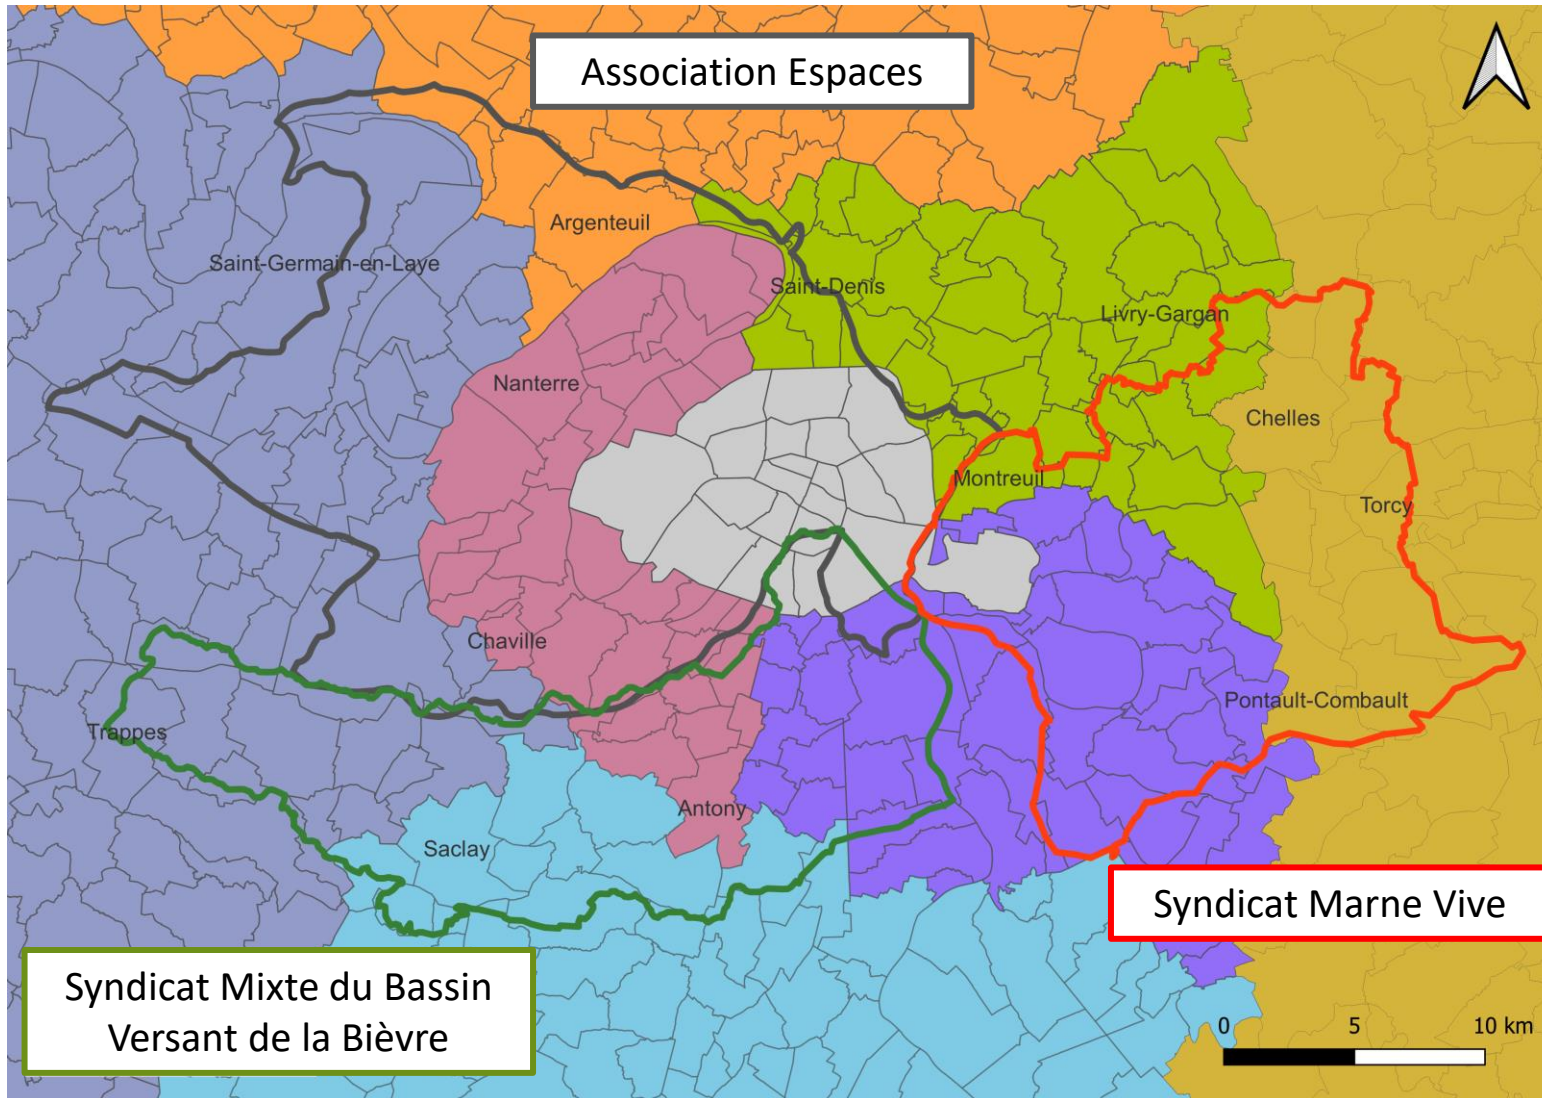 Association Espaces
Argenteuil
Saint-Germain-en-Laye
Saint-Denis
Livry-Gargan
Nanterre
Chelles
Montreuil
Torcy
Chaville
Pontault-Combault
Trappes
Antony
Saclay
Syndicat Marne Vive
Syndicat Mixte du Bassin
Versant de la Bièvre
0 5 10 km